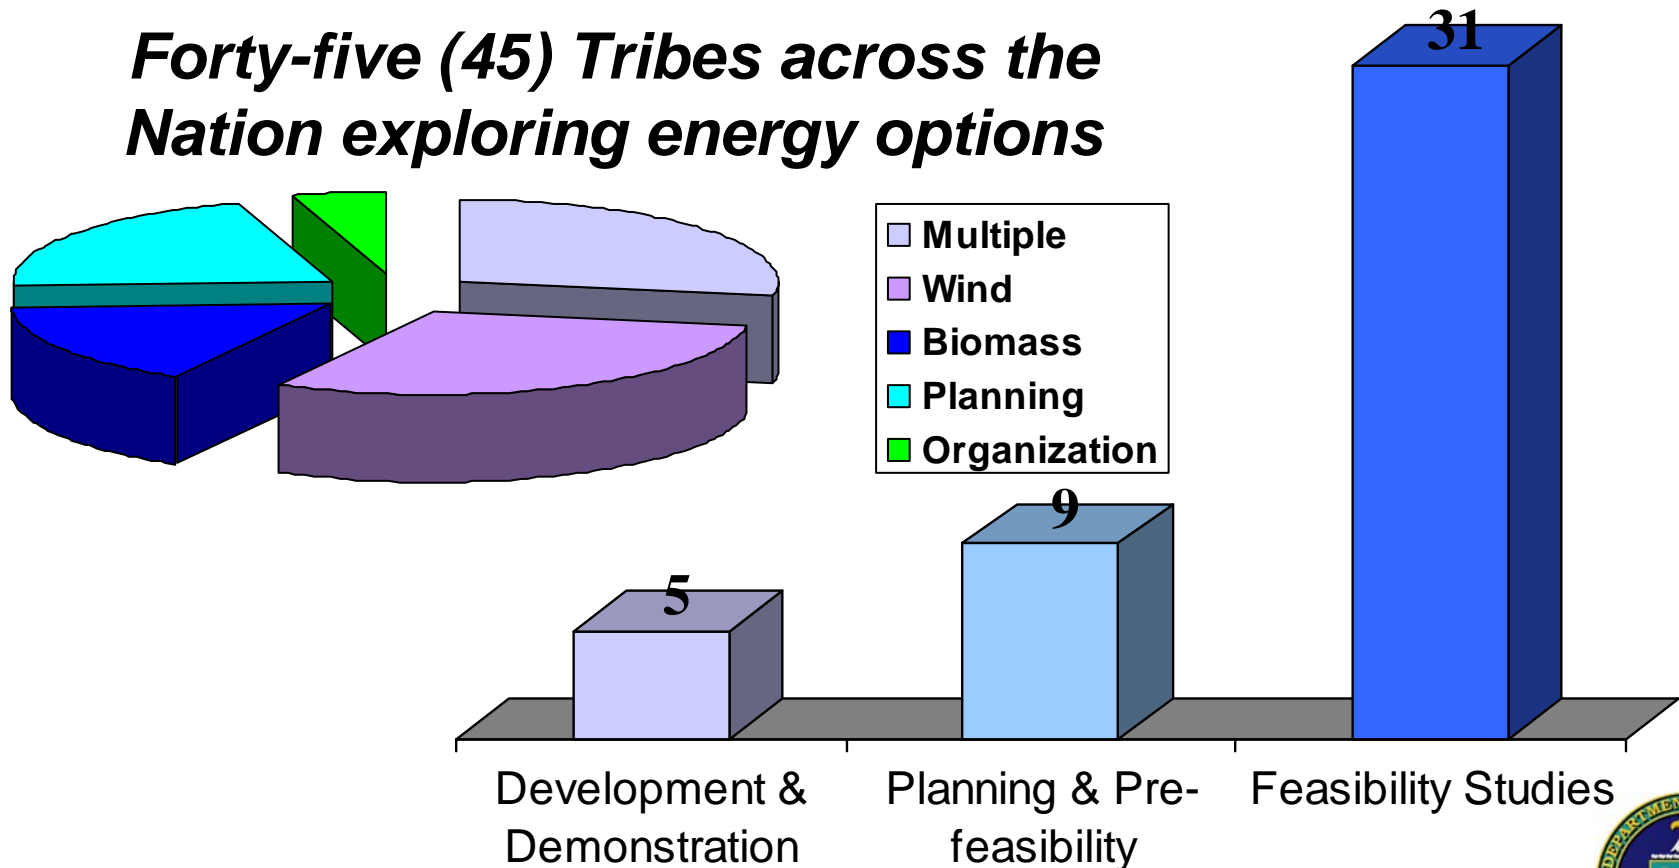 Forty-five (45) Tribes across the
Nation exploring energy options
Multiple
Wind
Biomass
Planning
Organization
31
9
5
Development &
Demonstration
Planning & Pre-
feasibility
Feasibility Studies
DEPARTMENT